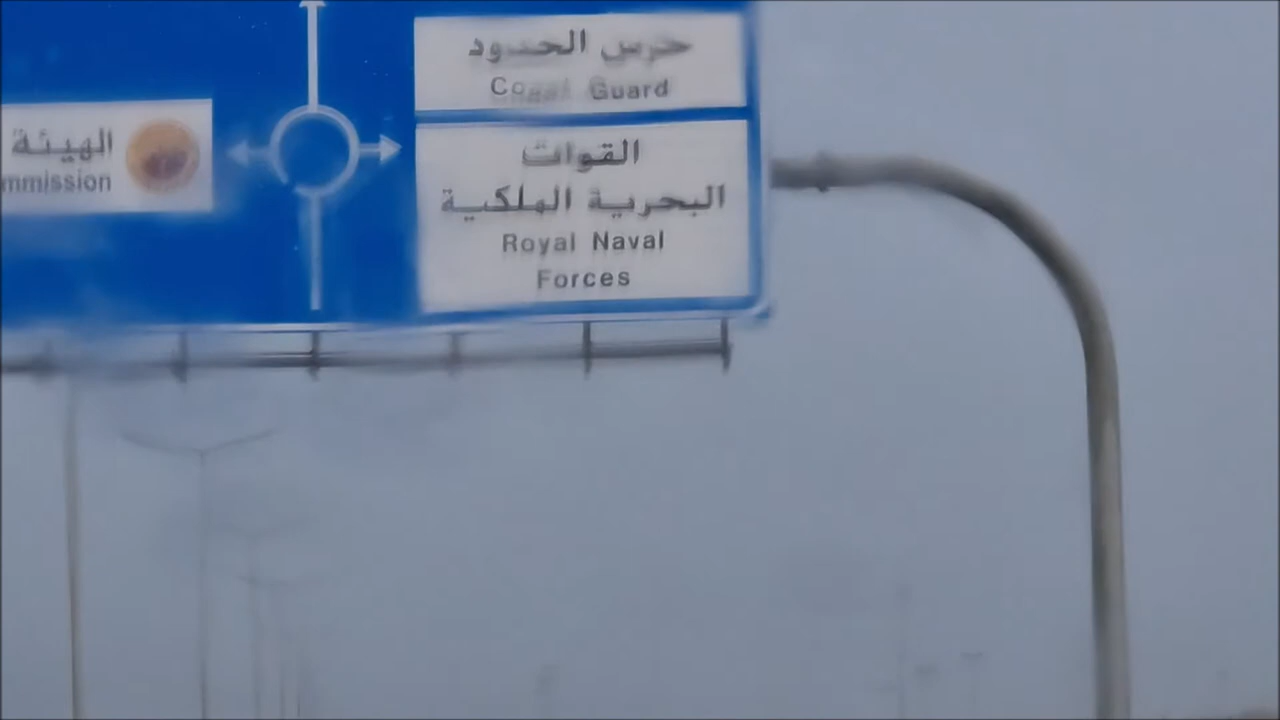 حرس الحدود
Coast Guard
القوات
البحرية الملكية
Royal Naval
Forces
الهيئة
mmission